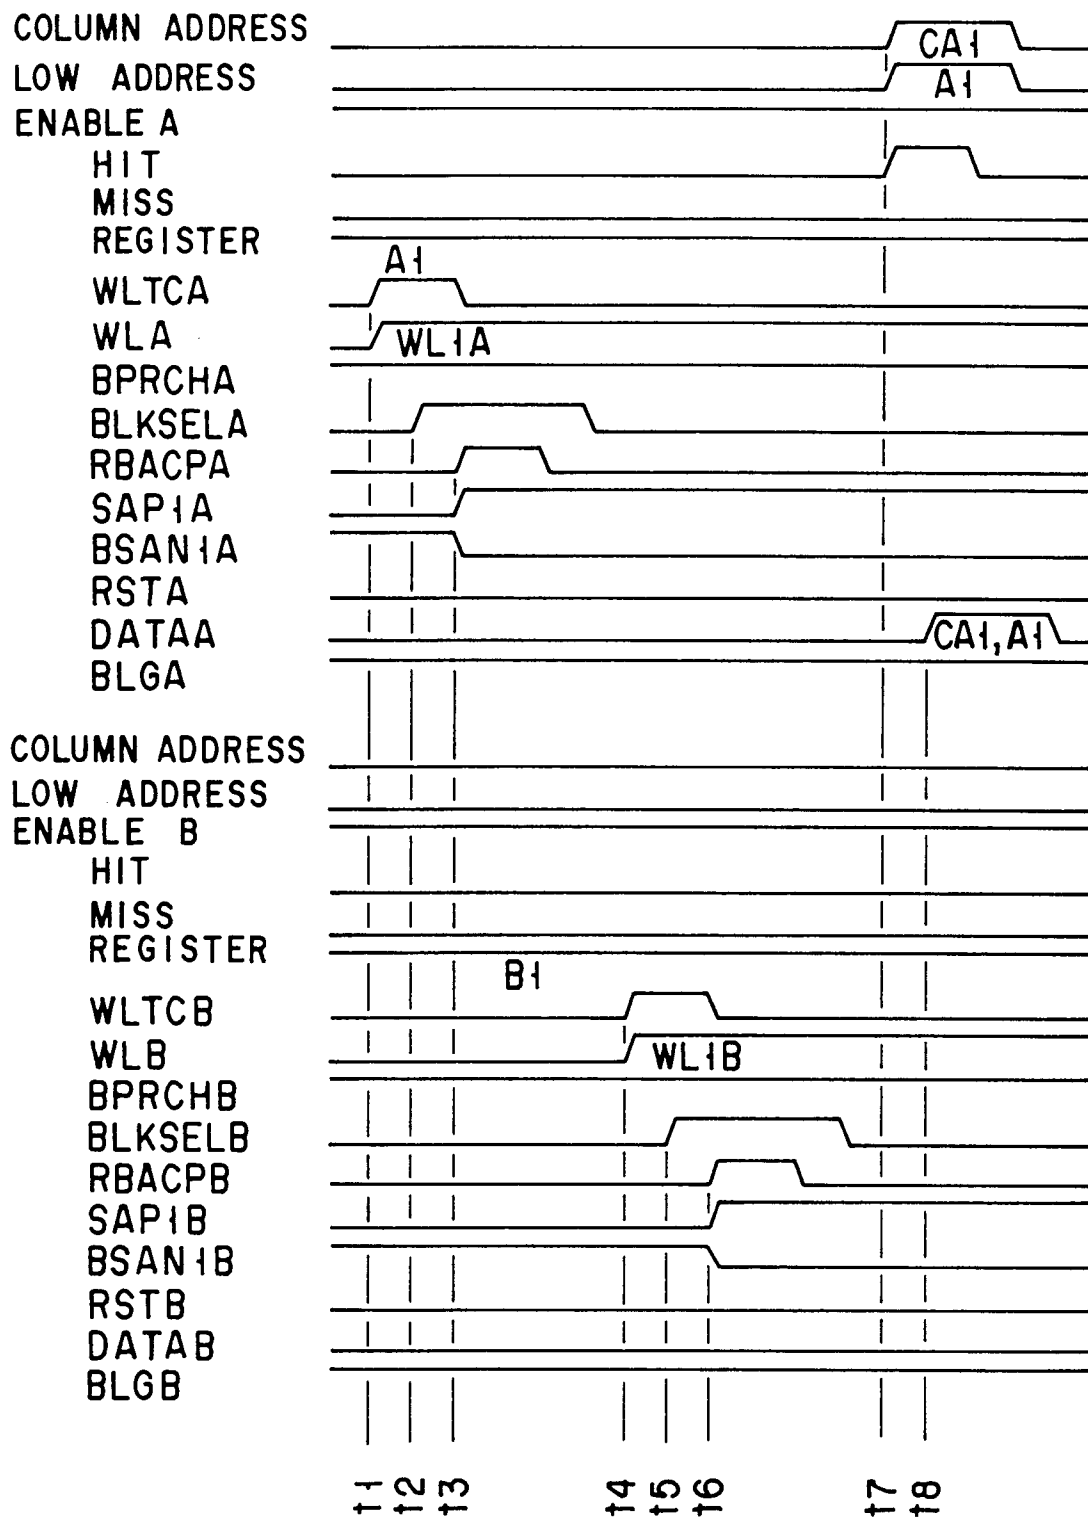 COLUMN ADDRESS
CA1
LOW ADDRESS
A1
ENABLE A
HIT
MISS
REGISTER
A1
WLTCA
WLA
WL1A
BPRCHA
BLKSELA
RBACPA
SAP1A
BSAN1A
RSTA
DATAA
CA1, A1
BLGA
COLUMN ADDRESS
LOW ADDRESS
ENABLE B
HIT
MISS
REGISTER
B1
WLTCB
WLB
WL1B
BPRCHB
BLKSELB
RBACPB
SAP1B
BSAN1B
RSTB
DATAB
BLGB
t1 t2 t3 t4 t5 t6 t7 t8